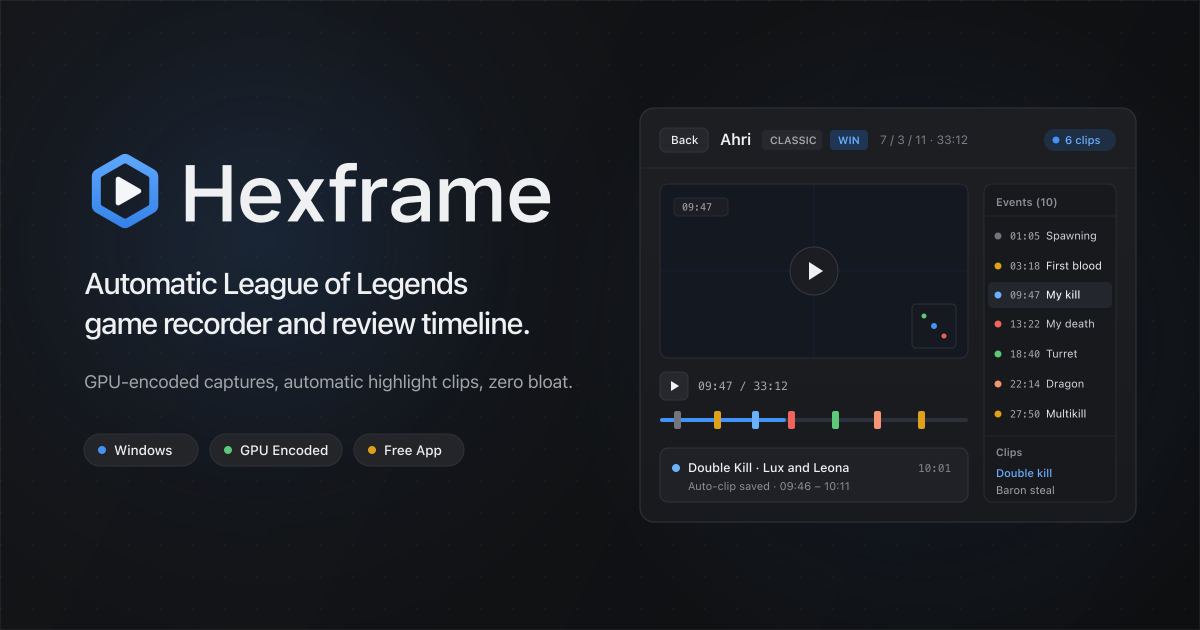 Hexframe
Automatic League of Legends
game recorder and review timeline.
GPU-encoded captures, automatic highlight clips, zero bloat.
Windows
GPU Encoded
Free App
Back
Ahri
CLASSIC
WIN
7 / 3 / 11 · 33:12
6 clips
09:47
09:47 / 33:12
Double Kill · Lux and Leona
10:01
Auto-clip saved · 09:46 – 10:11
Events (10)
01:05 Spawning
03:18 First blood
09:47 My kill
13:22 My death
18:40 Turret
22:14 Dragon
27:50 Multikill
Clips
Double kill
Baron steal